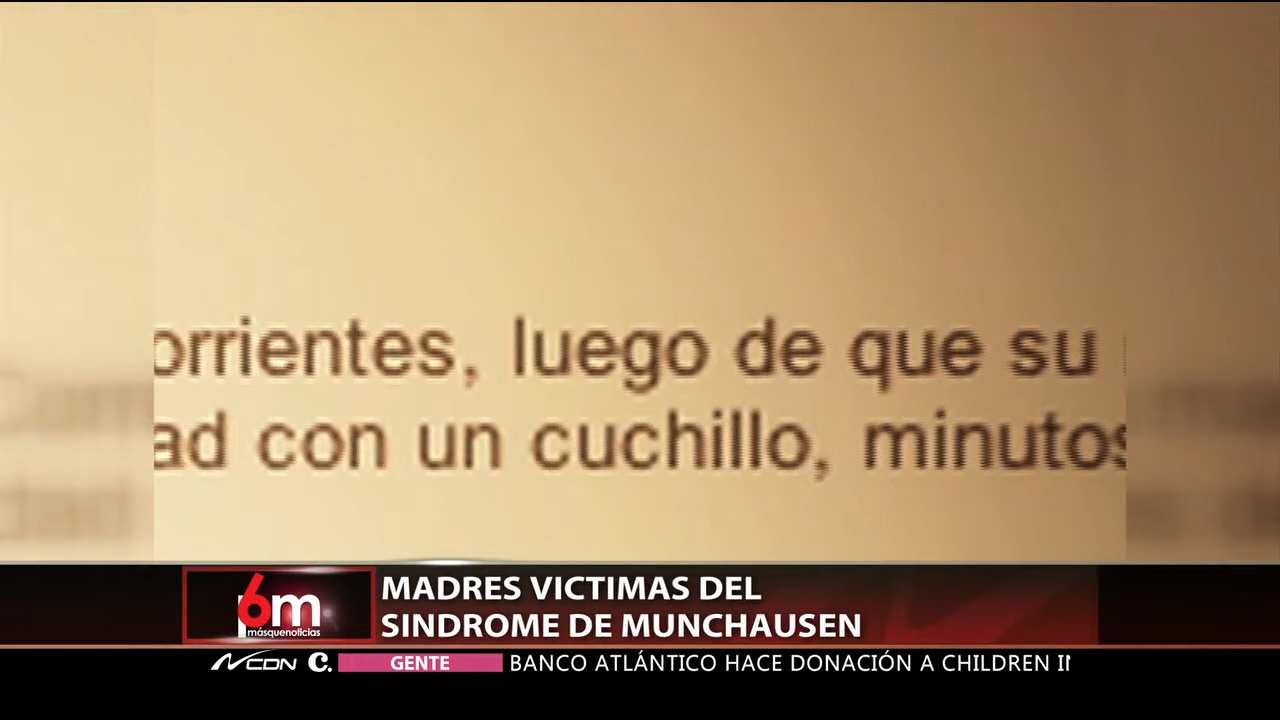 orrientes, luego de que su
ad con un cuchillo, minutos
6m
másquenoticias
MADRES VICTIMAS DEL
SINDROME DE MUNCHAUSEN
CDN
GENTE
BANCO ATLÁNTICO HACE DONACIÓN A CHILDREN